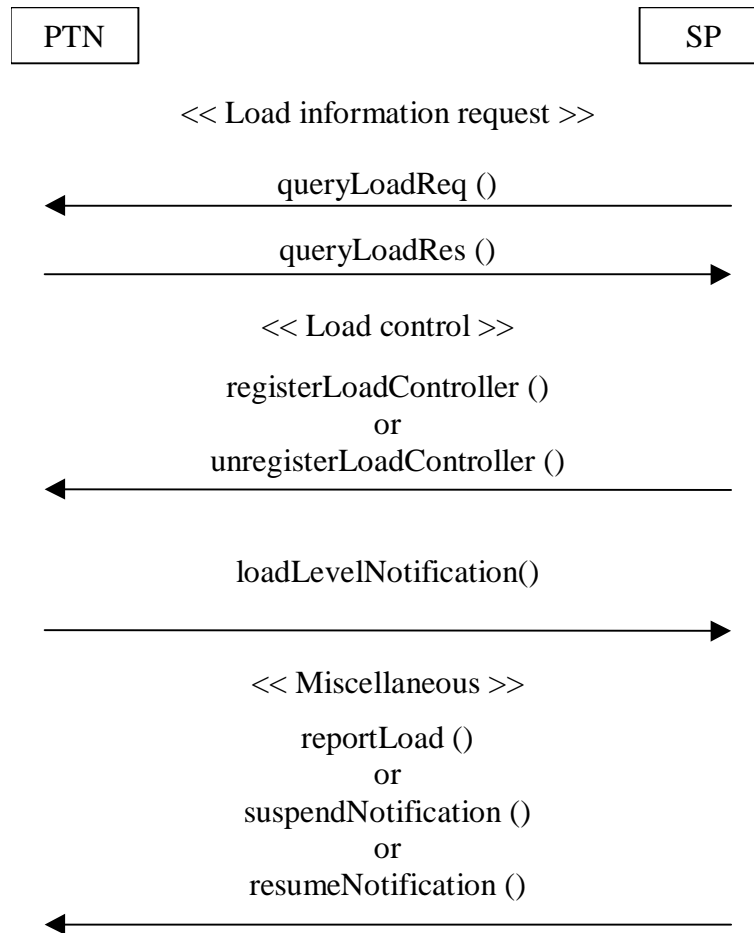 PTN
SP
<< Load information request >>
queryLoadReq ()
queryLoadRes ()
<< Load control >>
registerLoadController ()
or
unregisterLoadController ()
loadLevelNotification()
<< Miscellaneous >>
reportLoad ()
or
suspendNotification ()
or
resumeNotification ()